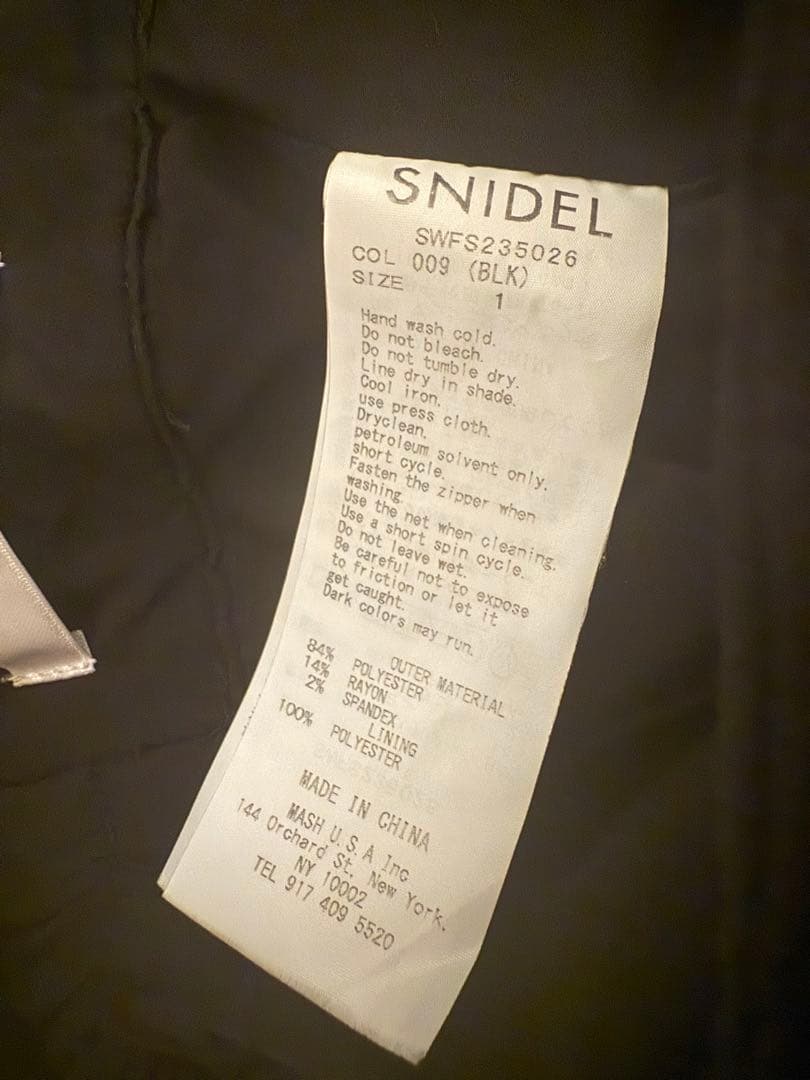 SNIDEL
SWFS235026
COL 009 (BLK)
SIZE 1
Hand wash cold.
Do not bleach.
Do not tumble dry.
Line dry in shade.
Cool iron.
use press cloth.
Dryclean.
petroleum solvent only.
short cycle.
Fasten the zipper when
washing.
Use the net when cleaning.
Use a short spin cycle.
Do not leave wet.
Be careful not to expose
to friction or let it
get caught.
Dark colors may run.
OUTER MATERIAL
84% POLYESTER
14% RAYON
2% SPANDEX
LINING
100% POLYESTER
MADE IN CHINA
MASH U.S.A Inc
144 Orchard St, New York.
NY 10002
TEL 917 409 5520